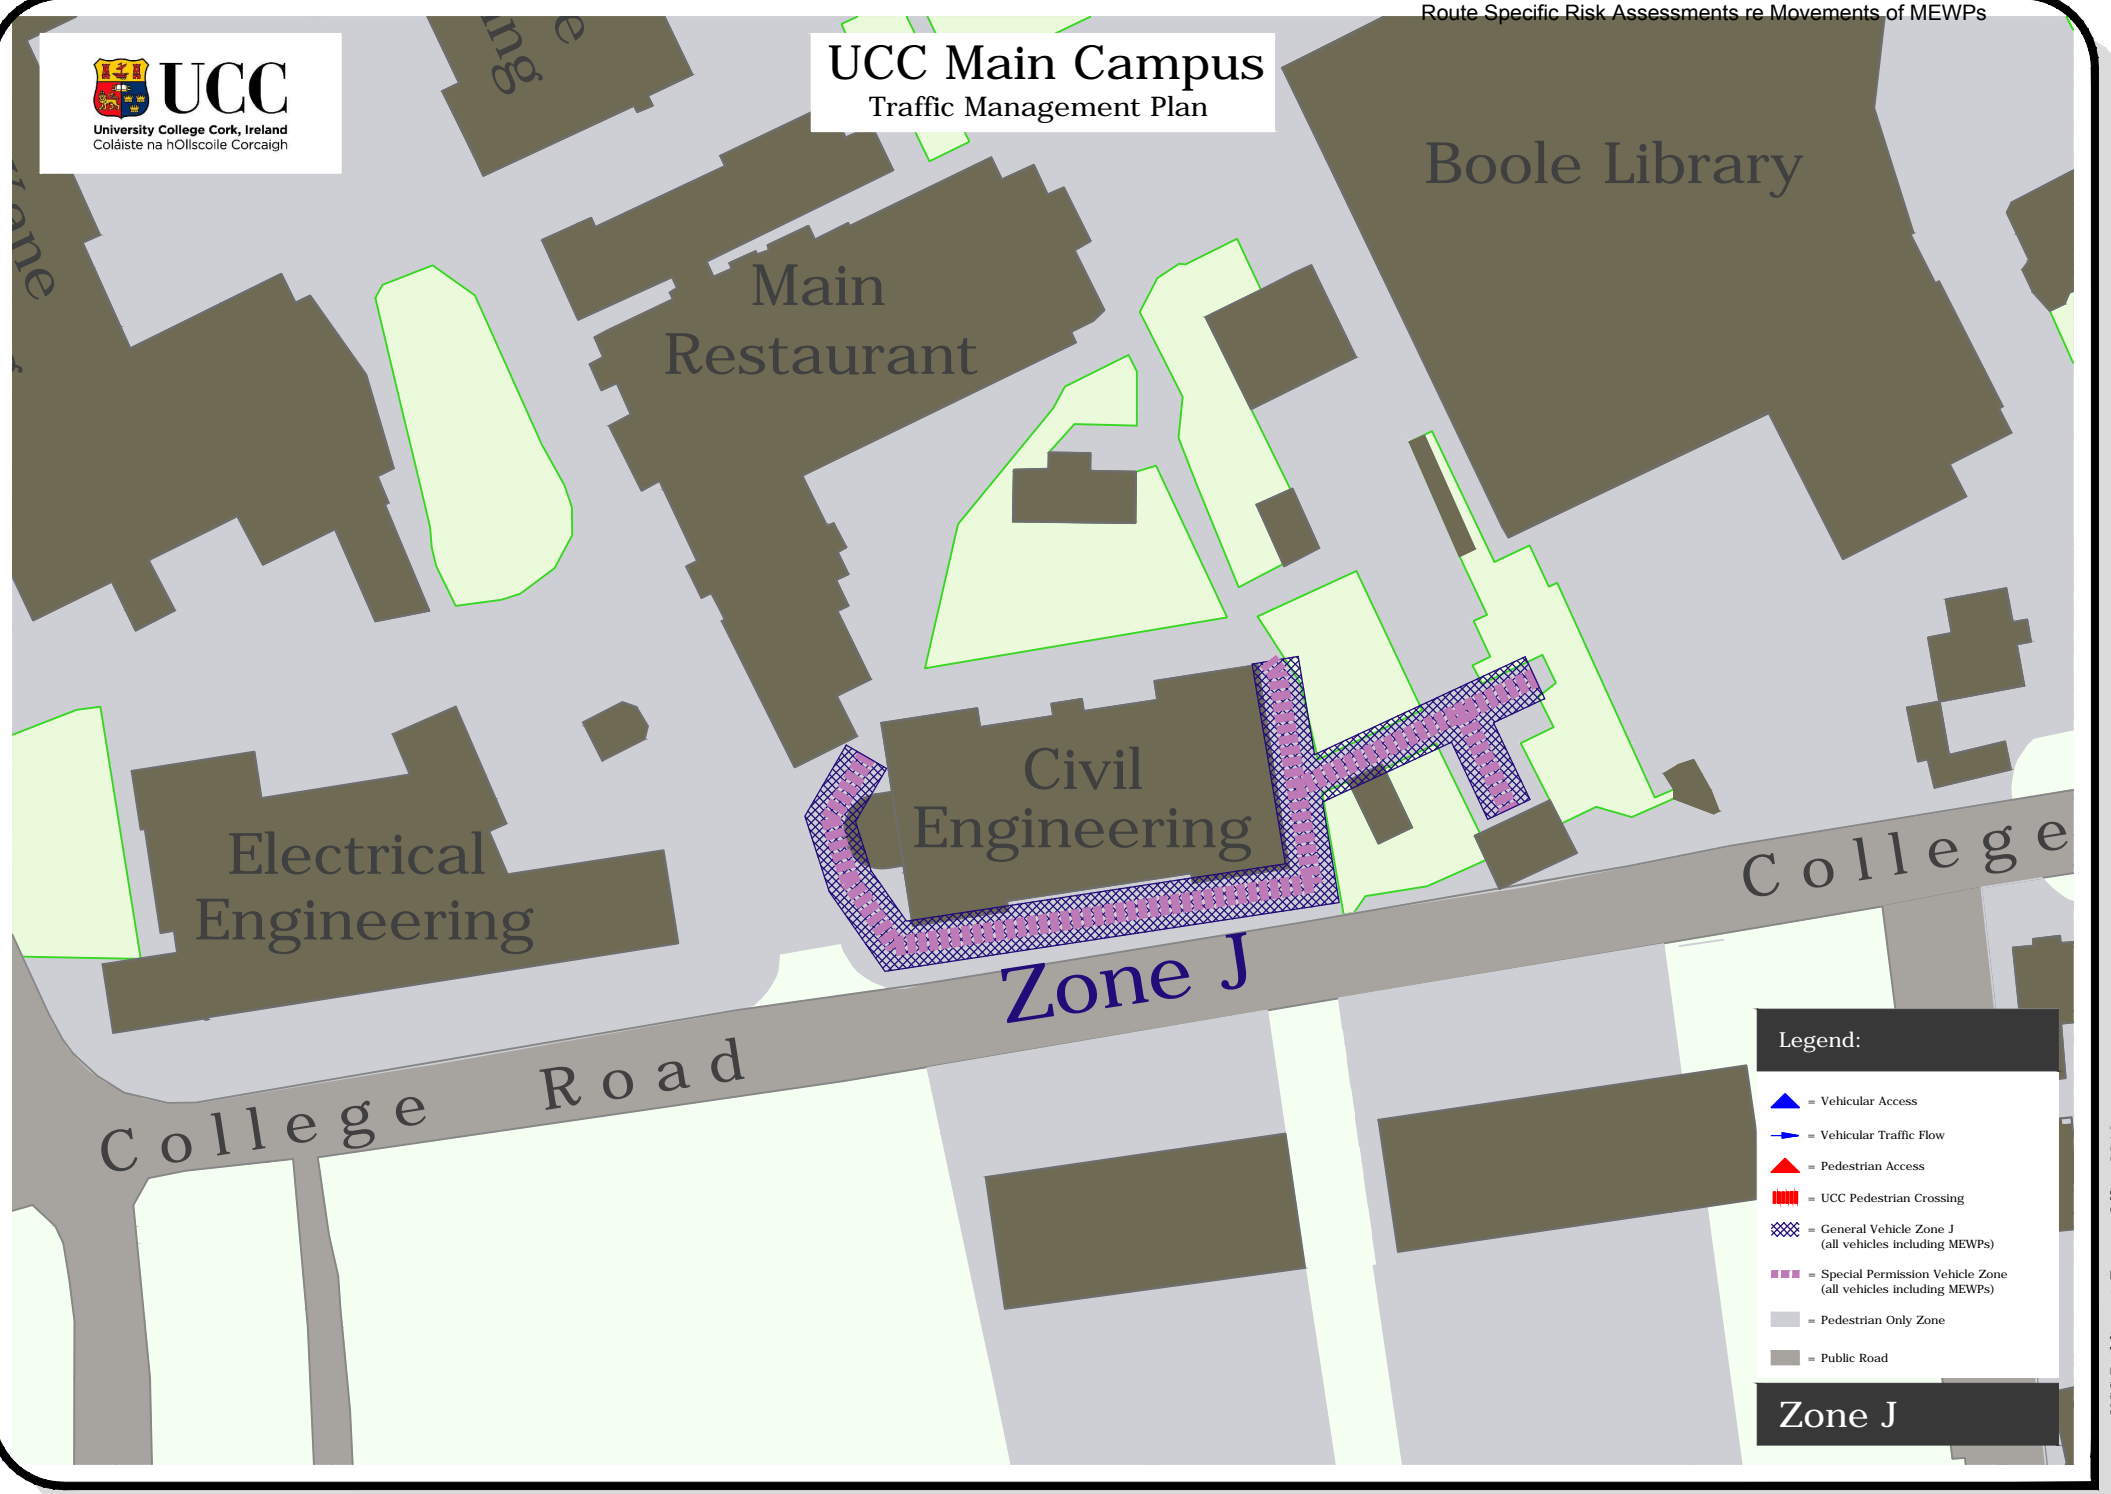 Route Specific Risk Assessments re Movements of MEWPs
UCC
University College Cork, Ireland
Coláiste na hOllscoile Corcaigh
UCC Main Campus
Traffic Management Plan
Boole Library
Main
Restaurant
Civil
Engineering
Electrical
Engineering
College
Zone J
College Road
Legend:
= Vehicular Access
= Vehicular Traffic Flow
= Pedestrian Access
= UCC Pedestrian Crossing
= General Vehicle Zone J
(all vehicles including MEWPs)
= Special Permission Vehicle Zone
(all vehicles including MEWPs)
= Pedestrian Only Zone
= Public Road
Zone J